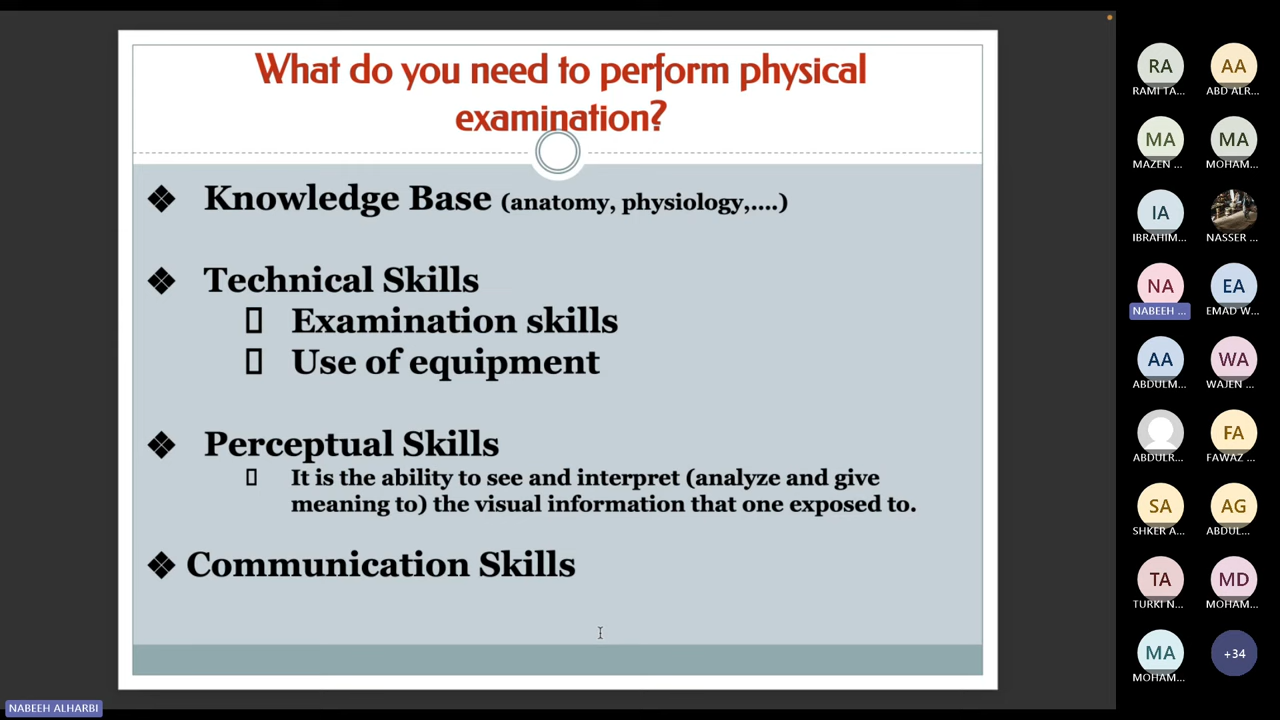 What do you need to perform physical
examination?
❖ Knowledge Base (anatomy, physiology,....)
❖ Technical Skills
▯ Examination skills
▯ Use of equipment
❖ Perceptual Skills
▯ It is the ability to see and interpret (analyze and give
meaning to) the visual information that one exposed to.
❖ Communication Skills
NABEEH ALHARBI
RA AA
RAMI TA... ABD ALR...
MA MA
MAZEN ... MOHAM...
IA
IBRAHIM... NASSER ...
NA EA
NABEEH ... EMAD W...
AA WA
ABDULM... WAJEN ...
FA
ABDULR... FAWAZ ...
SA AG
SHKER A... ABDUL...
TA MD
TURKI N... MOHAM...
MA +34
MOHAM...